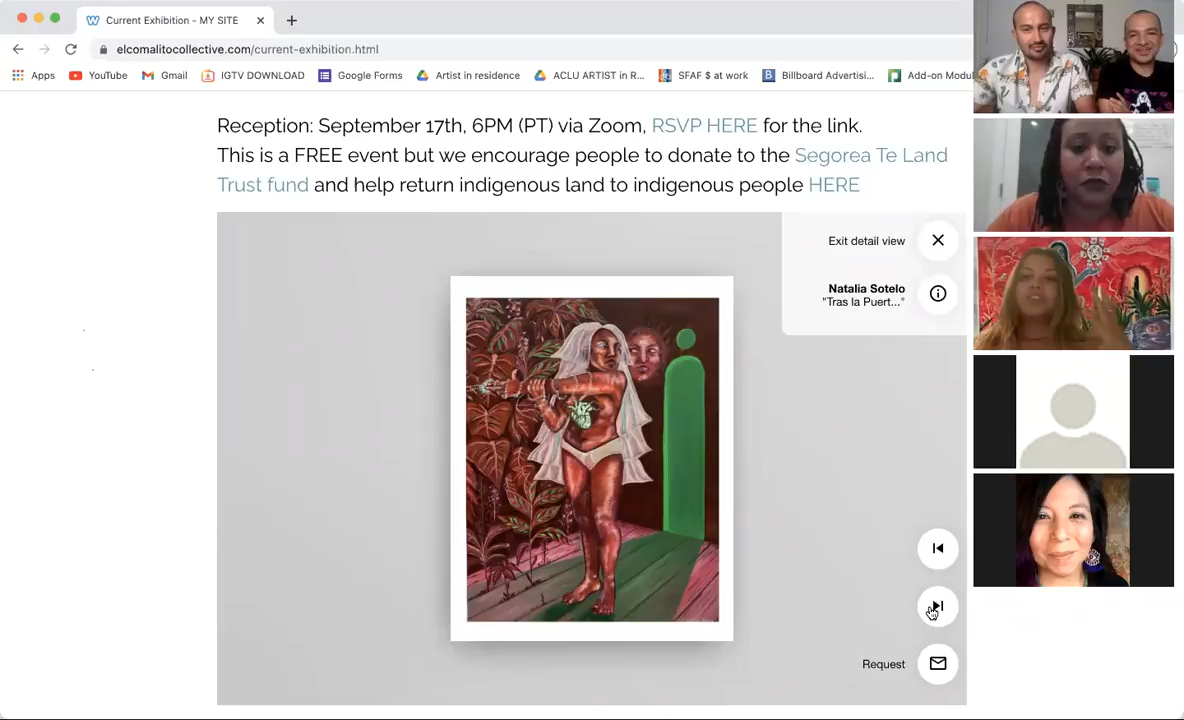 Current Exhibition - MY SITE
elcomalitocollective.com/current-exhibition.html
Apps YouTube Gmail IGTV DOWNLOAD Google Forms Artist in residence ACLU ARTIST in R... SFAF $ at work Billboard Advertisi... Add-on Modul
Reception: September 17th, 6PM (PT) via Zoom, RSVP HERE for the link.
This is a FREE event but we encourage people to donate to the Segorea Te Land
Trust fund and help return indigenous land to indigenous people HERE
Exit detail view
Natalia Sotelo
"Tras la Puert..."
Request